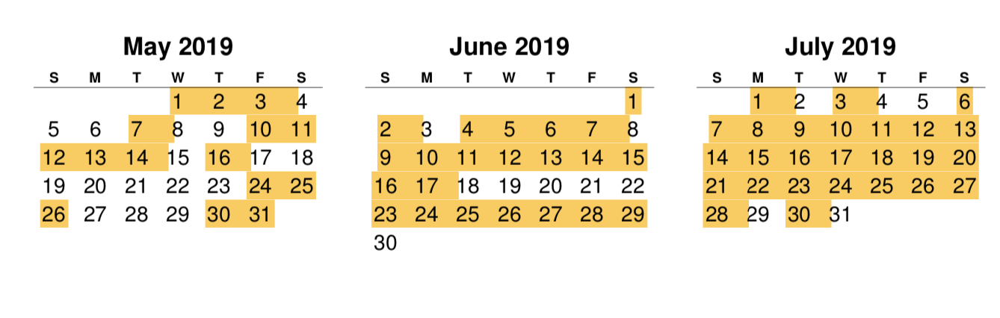 May 2019
S M T W T F S
1 2 3 4
5 6 7 8 9 10 11
12 13 14 15 16 17 18
19 20 21 22 23 24 25
26 27 28 29 30 31
June 2019
S M T W T F S
1
2 3 4 5 6 7 8
9 10 11 12 13 14 15
16 17 18 19 20 21 22
23 24 25 26 27 28 29
30
July 2019
S M T W T F S
1 2 3 4 5 6
7 8 9 10 11 12 13
14 15 16 17 18 19 20
21 22 23 24 25 26 27
28 29 30 31